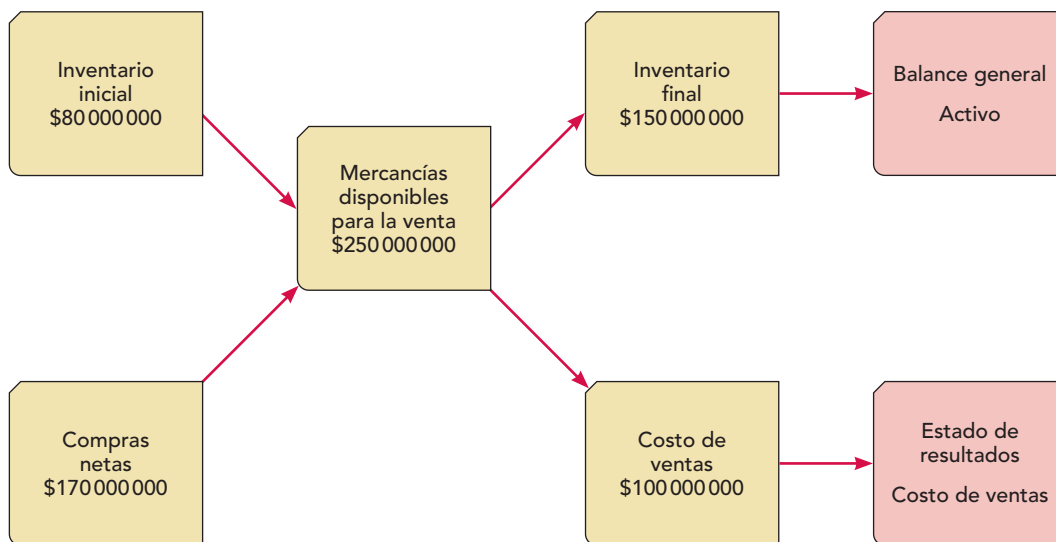 Inventario
inicial
$80 000 000
Inventario
final
$150 000 000
Balance general
Activo
Mercancías
disponibles
para la venta
$250 000 000
Compras
netas
$170 000 000
Costo de
ventas
$100 000 000
Estado de
resultados
Costo de ventas